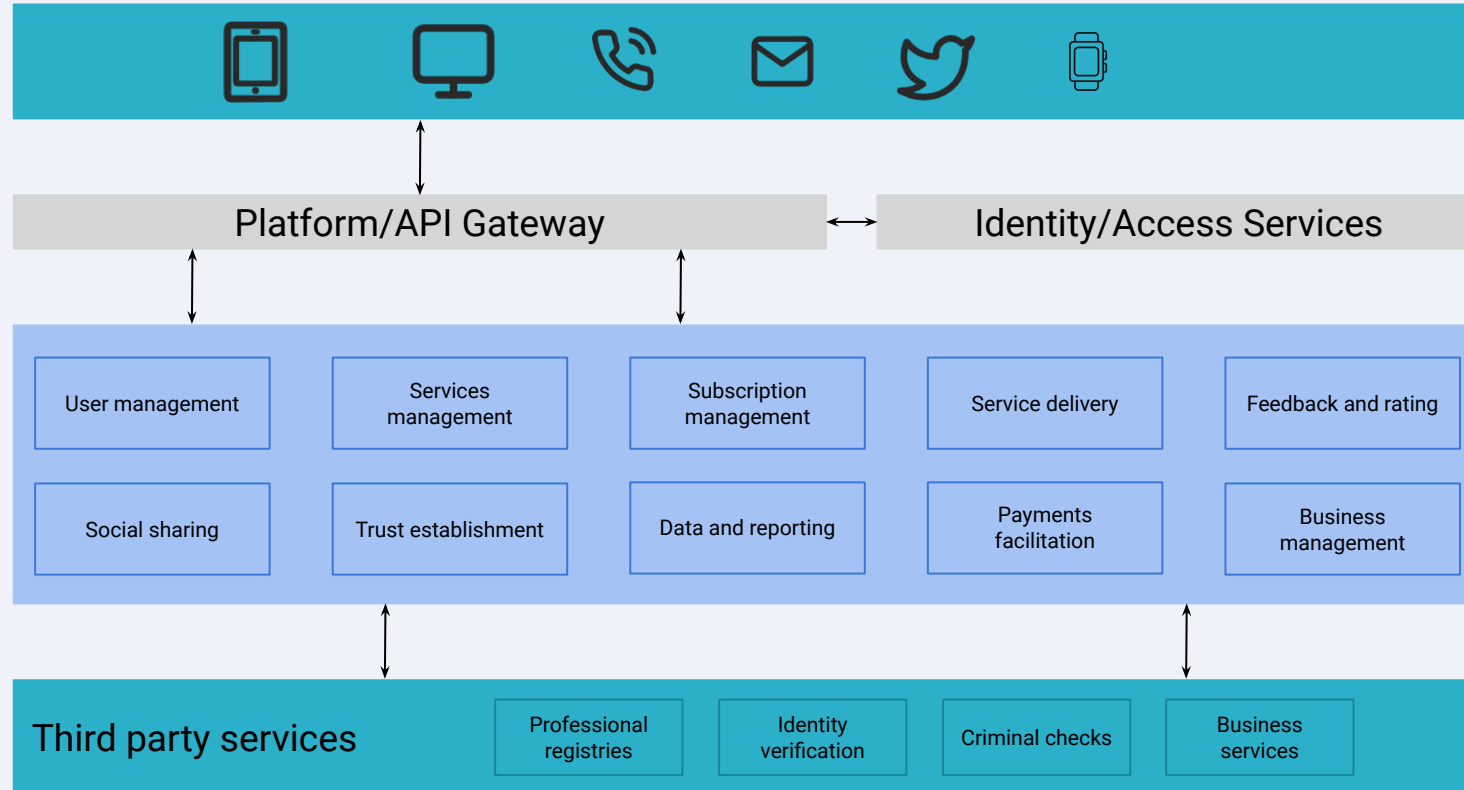 Platform/API Gateway
Identity/Access Services
User management
Services
management
Subscription
management
Service delivery
Feedback and rating
Social sharing
Trust establishment
Data and reporting
Payments
facilitation
Business
management
Third party services
Professional
registries
Identity
verification
Criminal checks
Business
services